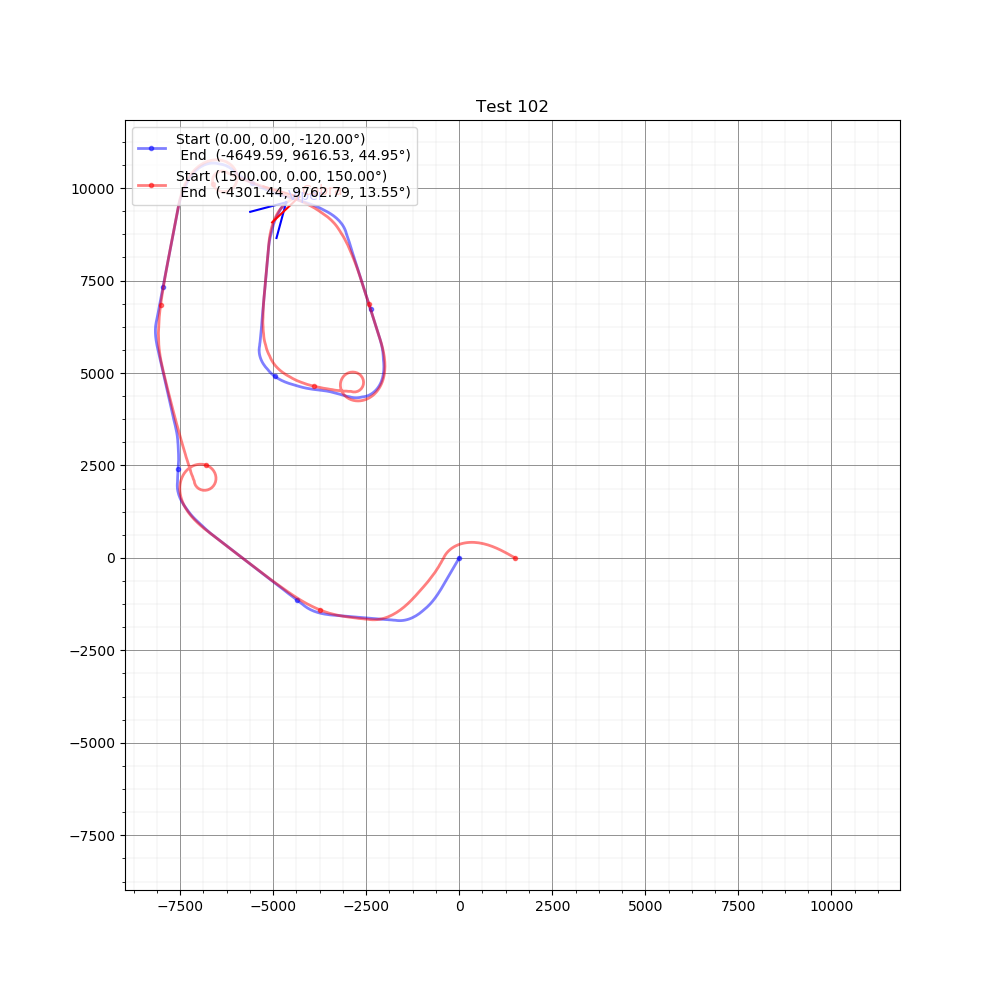 Test 102
Start (0.00, 0.00, -120.00°)
End (-4649.59, 9616.53, 44.95°)
Start (1500.00, 0.00, 150.00°)
End (-4301.44, 9762.79, 13.55°)
10000
7500
5000
2500
0
−2500
−5000
−7500
−7500 −5000 −2500 0 2500 5000 7500 10000